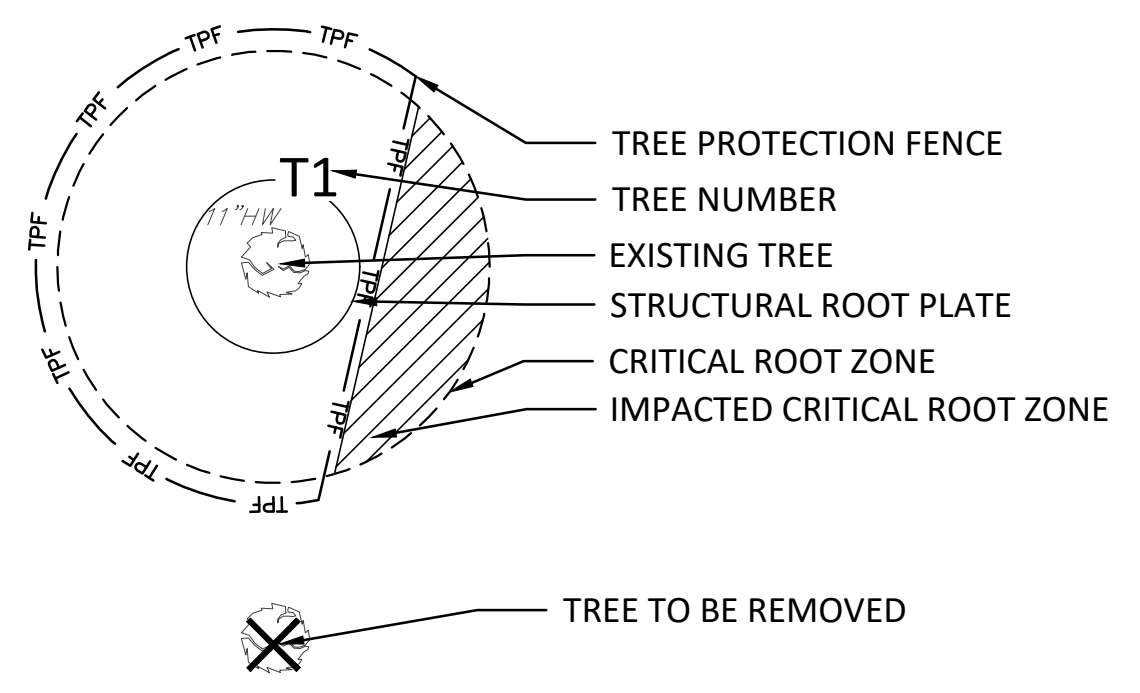 TPF
TPF
TPF
TPF
TPF
TPF
TPF
TPF
TPF
TPF
T1
11"HW
TREE PROTECTION FENCE
TREE NUMBER
EXISTING TREE
STRUCTURAL ROOT PLATE
CRITICAL ROOT ZONE
IMPACTED CRITICAL ROOT ZONE
TREE TO BE REMOVED